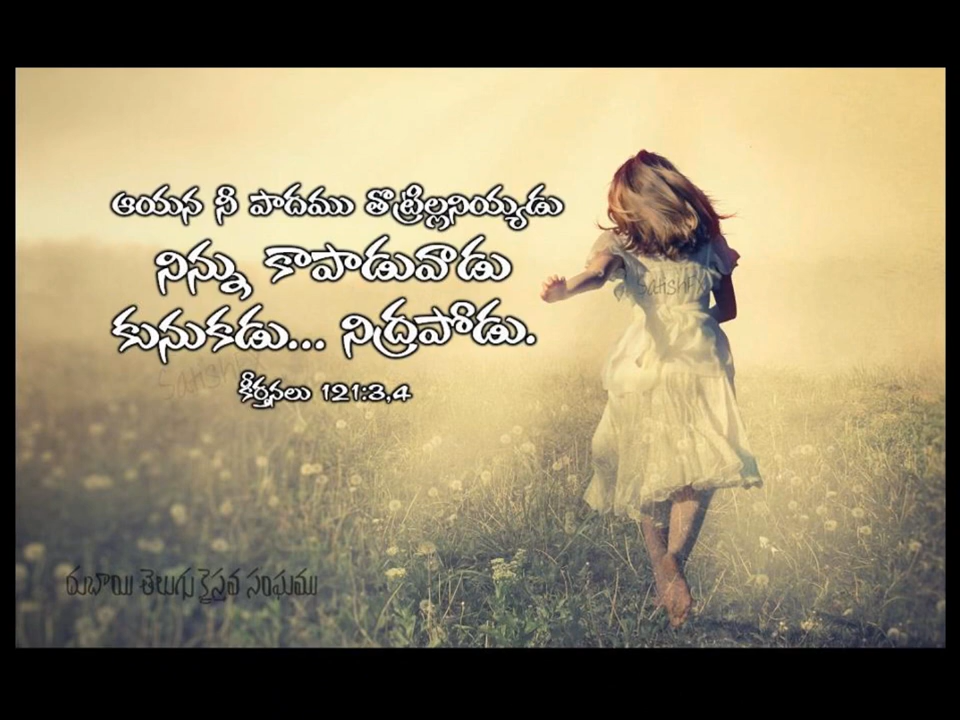 ఆయన నీ పాదము తొట్రిల్లనియ్యడు
నిన్ను కాపాడువాడు
కునుకడు... నిద్రపోడు.
కీర్తనలు 121:3,4
దుబాయి తెలుగు క్రైస్తవ సంఘము